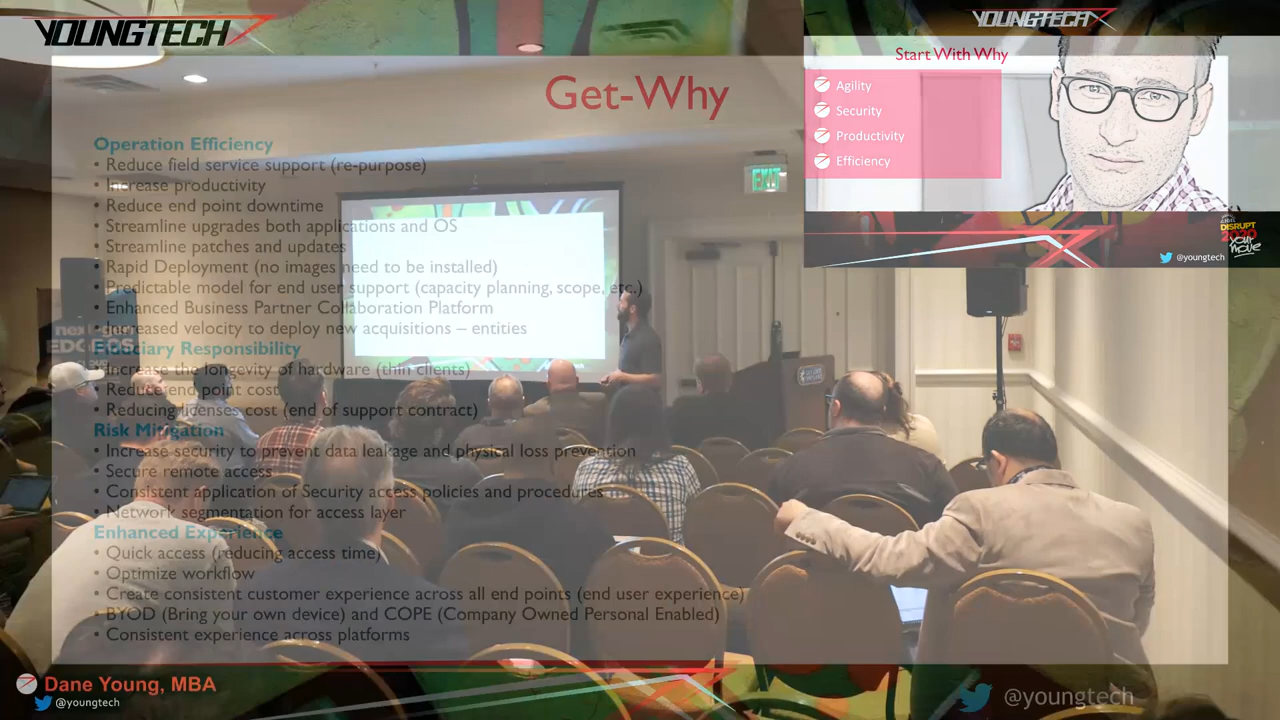 YOUNGTECH
YOUNGTECH
Start With Why
Agility
Security
Productivity
Efficiency
DISRUPT
2020
your
move
@youngtech
Get-Why
Operation Efficiency
• Reduce field service support (re-purpose)
• Increase productivity
• Reduce end point downtime
• Streamline upgrades both applications and OS
• Streamline patches and updates
• Rapid Deployment (no images need to be installed)
• Predictable model for end user support (capacity planning, scope, etc.)
• Enhanced Business Partner Collaboration Platform
• Increased velocity to deploy new acquisitions – entities
Fiduciary Responsibility
• Increase the longevity of hardware (thin clients)
• Reduce end point cost
• Reducing licenses cost (end of support contract)
Risk Mitigation
• Increase security to prevent data leakage and physical loss prevention
• Secure remote access
• Consistent application of Security access policies and procedures
• Network segmentation for access layer
Enhanced Experience
• Quick access (reducing access time)
• Optimize workflow
• Create consistent customer experience across all end points (end user experience)
• BYOD (Bring your own device) and COPE (Company Owned Personal Enabled)
• Consistent experience across platforms
EXIT
Dane Young, MBA
@youngtech
@youngtech